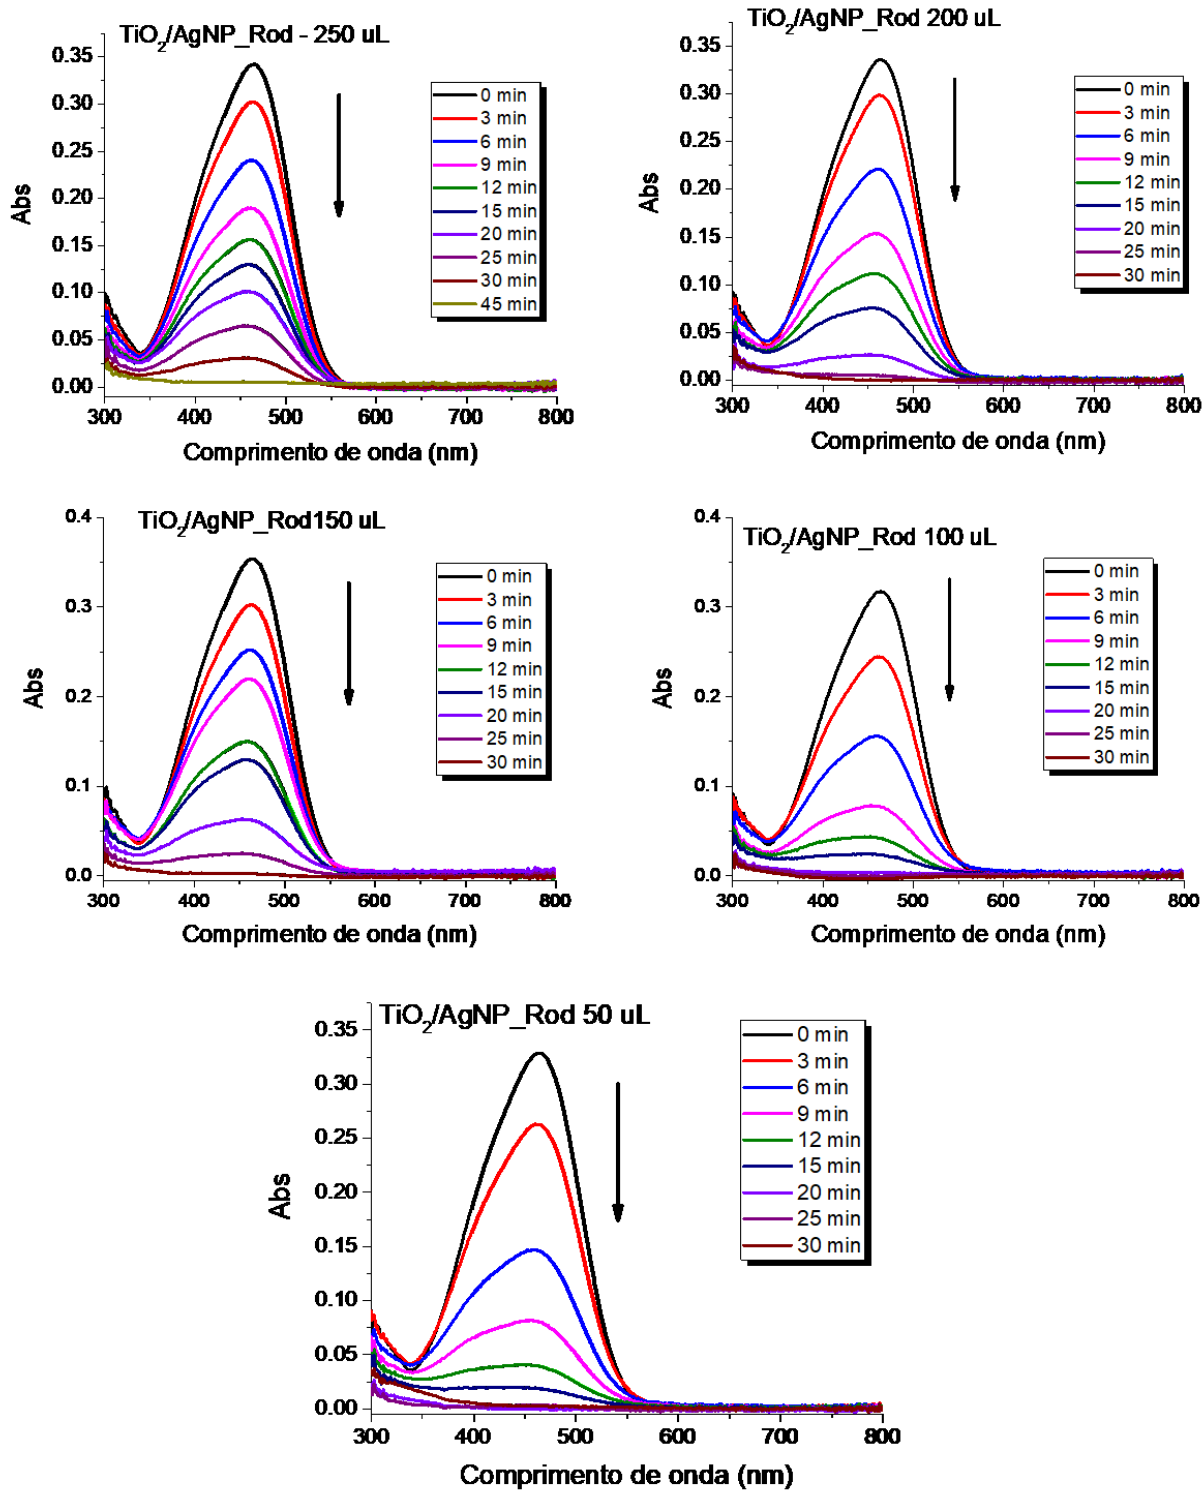 TiO2/AgNP_Rod - 250 uL
Abs
0.35
0.30
0.25
0.20
0.15
0.10
0.05
0.00
300 400 500 600 700 800
Comprimento de onda (nm)
0 min
3 min
6 min
9 min
12 min
15 min
20 min
25 min
30 min
45 min
TiO2/AgNP_Rod 200 uL
Abs
0.35
0.30
0.25
0.20
0.15
0.10
0.05
0.00
300 400 500 600 700 800
Comprimento de onda (nm)
0 min
3 min
6 min
9 min
12 min
15 min
20 min
25 min
30 min
TiO2/AgNP_Rod150 uL
Abs
0.4
0.3
0.2
0.1
0.0
300 400 500 600 700 800
Comprimento de onda (nm)
0 min
3 min
6 min
9 min
12 min
15 min
20 min
25 min
30 min
TiO2/AgNP_Rod 100 uL
Abs
0.4
0.3
0.2
0.1
0.0
300 400 500 600 700 800
Comprimento de onda (nm)
0 min
3 min
6 min
9 min
12 min
15 min
20 min
25 min
30 min
TiO2/AgNP_Rod 50 uL
Abs
0.35
0.30
0.25
0.20
0.15
0.10
0.05
0.00
300 400 500 600 700 800
Comprimento de onda (nm)
0 min
3 min
6 min
9 min
12 min
15 min
20 min
25 min
30 min